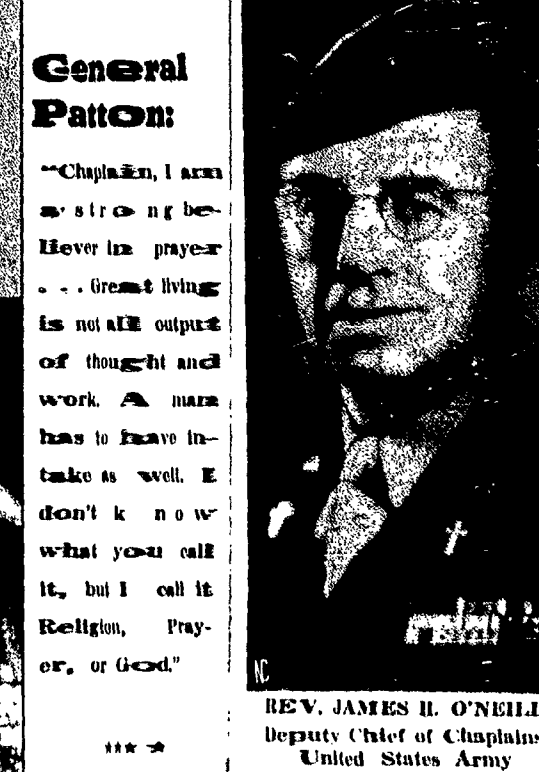 General
Patton:
"Chaplain, I am
a strong be-
liever in prayer
. . . Great living
is not all output
of thought and
work. A man
has to have in-
take as well. I
don't know
what you call
it, but I call it
Religion, Pray-
er, or God."
NC
REV. JAMES H. O'NEILL
Deputy Chief of Chaplains
United States Army